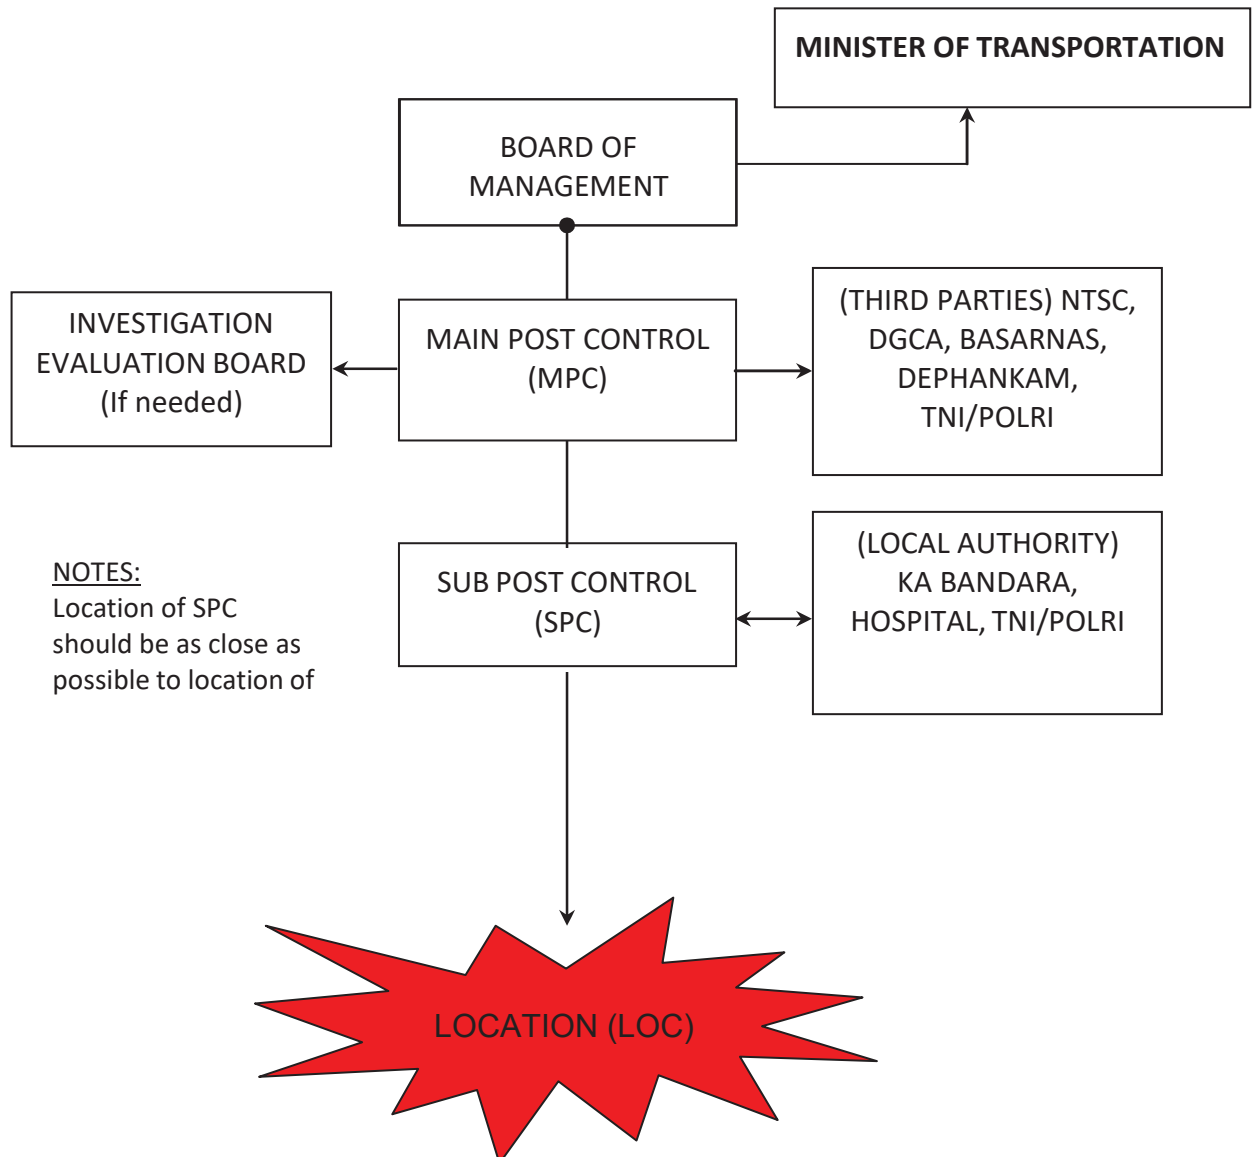 MINISTER OF TRANSPORTATION
BOARD OF
MANAGEMENT
INVESTIGATION
EVALUATION BOARD
(If needed)
MAIN POST CONTROL
(MPC)
(THIRD PARTIES) NTSC,
DGCA, BASARNAS,
DEPHANKAM,
TNI/POLRI
NOTES:
Location of SPC
should be as close as
possible to location of
SUB POST CONTROL
(SPC)
(LOCAL AUTHORITY)
KA BANDARA,
HOSPITAL, TNI/POLRI
LOCATION (LOC)